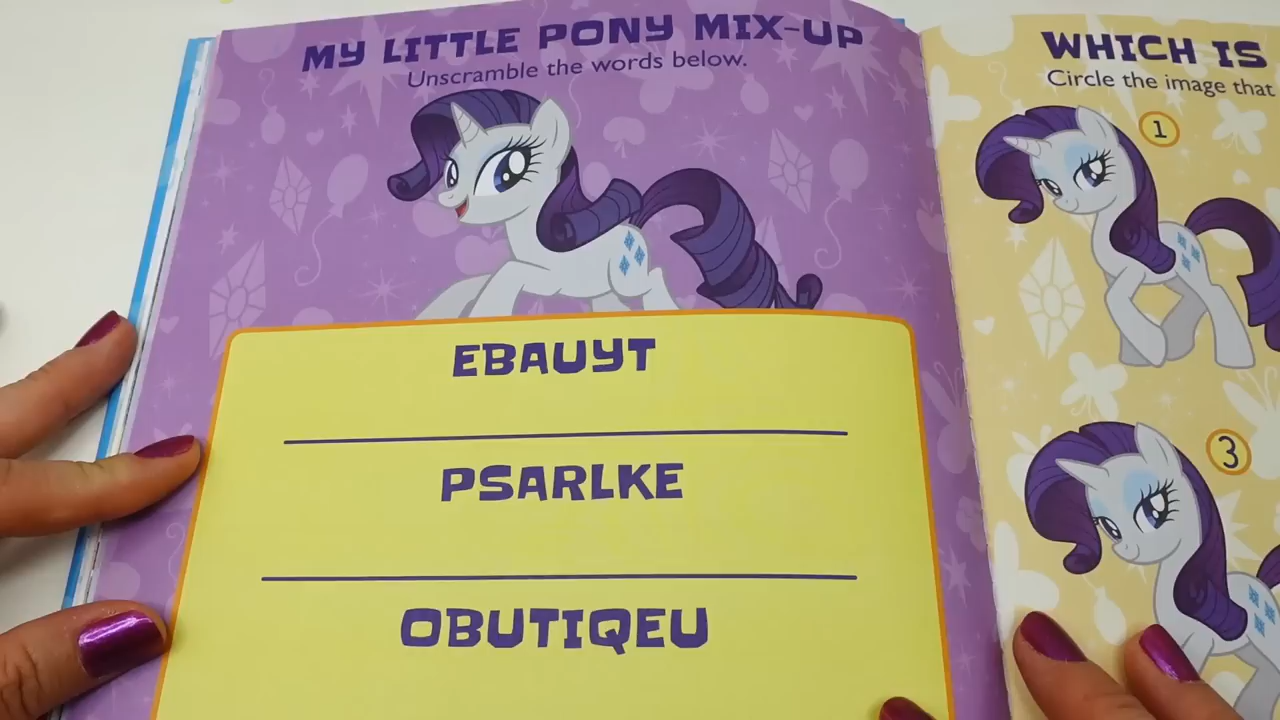 MY LITTLE PONY MIX-UP
Unscramble the words below.
EBAUYT
PSARLKE
OBUTIQEU
WHICH IS
Circle the image that
1
3